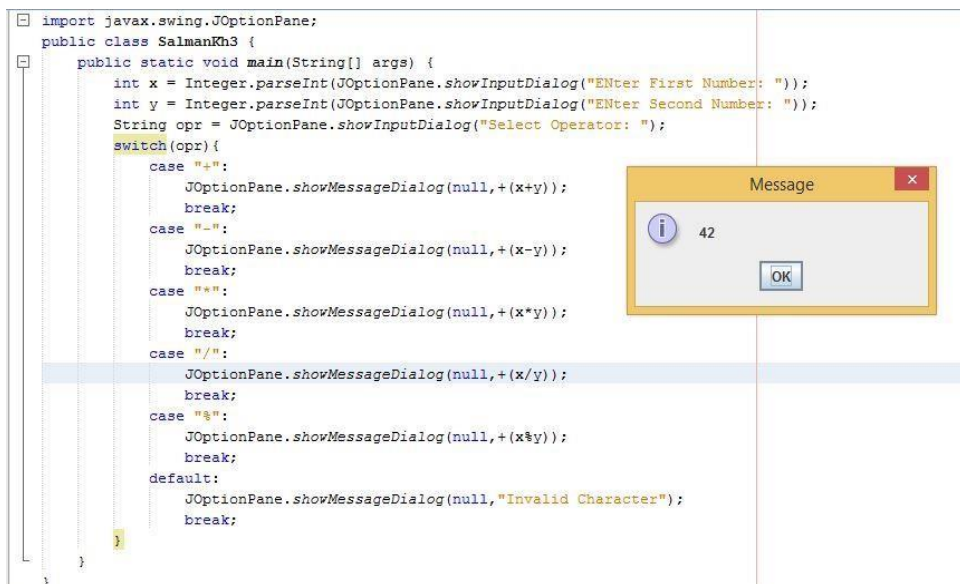 import javax.swing.JOptionPane;
public class SalmanKh3 {
public static void main(String[] args) {
int x = Integer.parseInt(JOptionPane.showInputDialog("ENter First Number: "));
int y = Integer.parseInt(JOptionPane.showInputDialog("ENter Second Number: "));
String opr = JOptionPane.showInputDialog("Select Operator: ");
switch(opr){
case "+":
JOptionPane.showMessageDialog(null,+(x+y));
break;
case "-":
JOptionPane.showMessageDialog(null,+(x-y));
break;
case "*":
JOptionPane.showMessageDialog(null,+(x*y));
break;
case "/":
JOptionPane.showMessageDialog(null,+(x/y));
break;
case "%":
JOptionPane.showMessageDialog(null,+(x%y));
break;
default:
JOptionPane.showMessageDialog(null,"Invalid Character");
break;
}
}
}
Message
42
OK